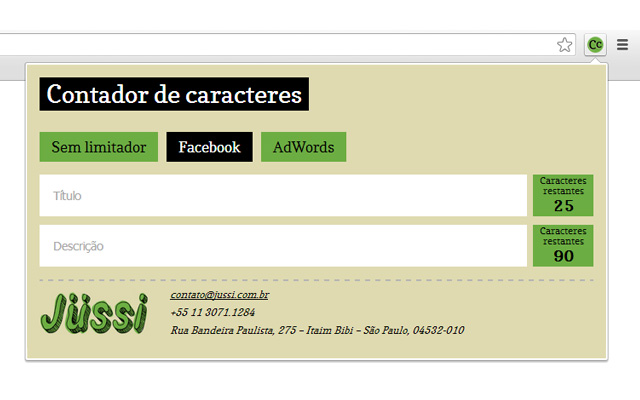 Cc
Contador de caracteres
Sem limitador Facebook AdWords
Título
Caracteres
restantes
25
Descrição
Caracteres
restantes
90
Jüssi
contato@jussi.com.br
+55 11 3071.1284
Rua Bandeira Paulista, 275 – Itaim Bibi – São Paulo, 04532-010